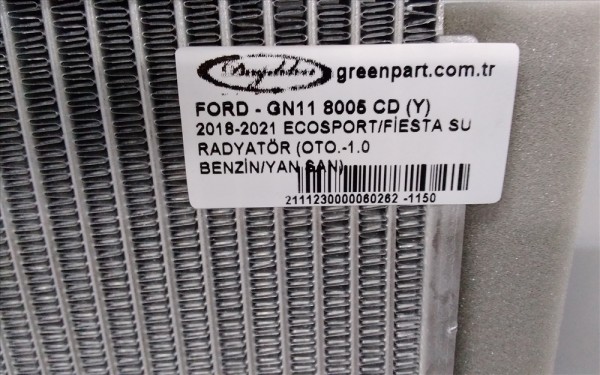 greenpart.com.tr
FORD - GN11 8005 CD (Y)
2018-2021 ECOSPORT/FİESTA SU
RADYATÖR (OTO.-1.0
BENZİN/YAN SAN)
2111230000060262 -1150